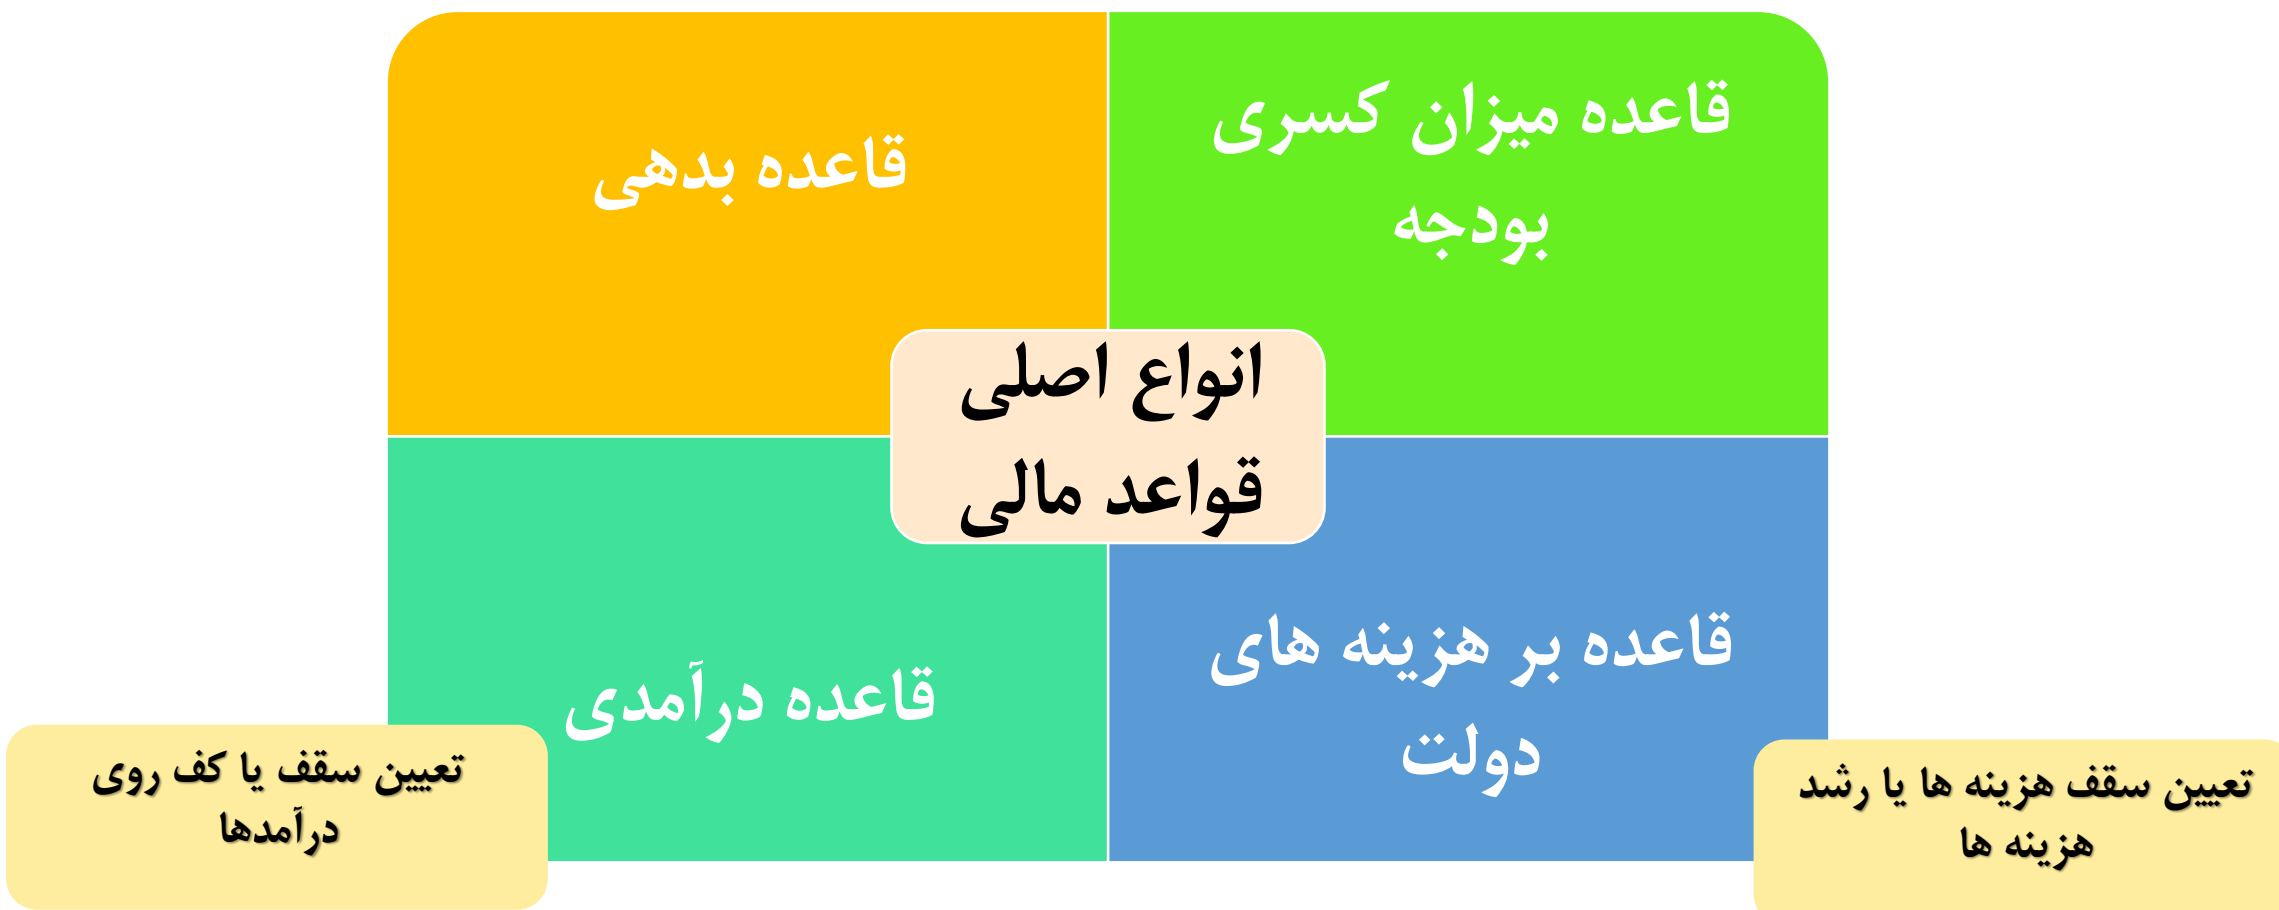 قاعده میزان کسری
بودجه
قاعده بدهی
انواع اصلی
قواعد مالی
قاعده بر هزینه های
دولت
قاعده درآمدی
تعیین سقف هزینه ها یا رشد
هزینه ها
تعیین سقف یا کف روی
درآمدها